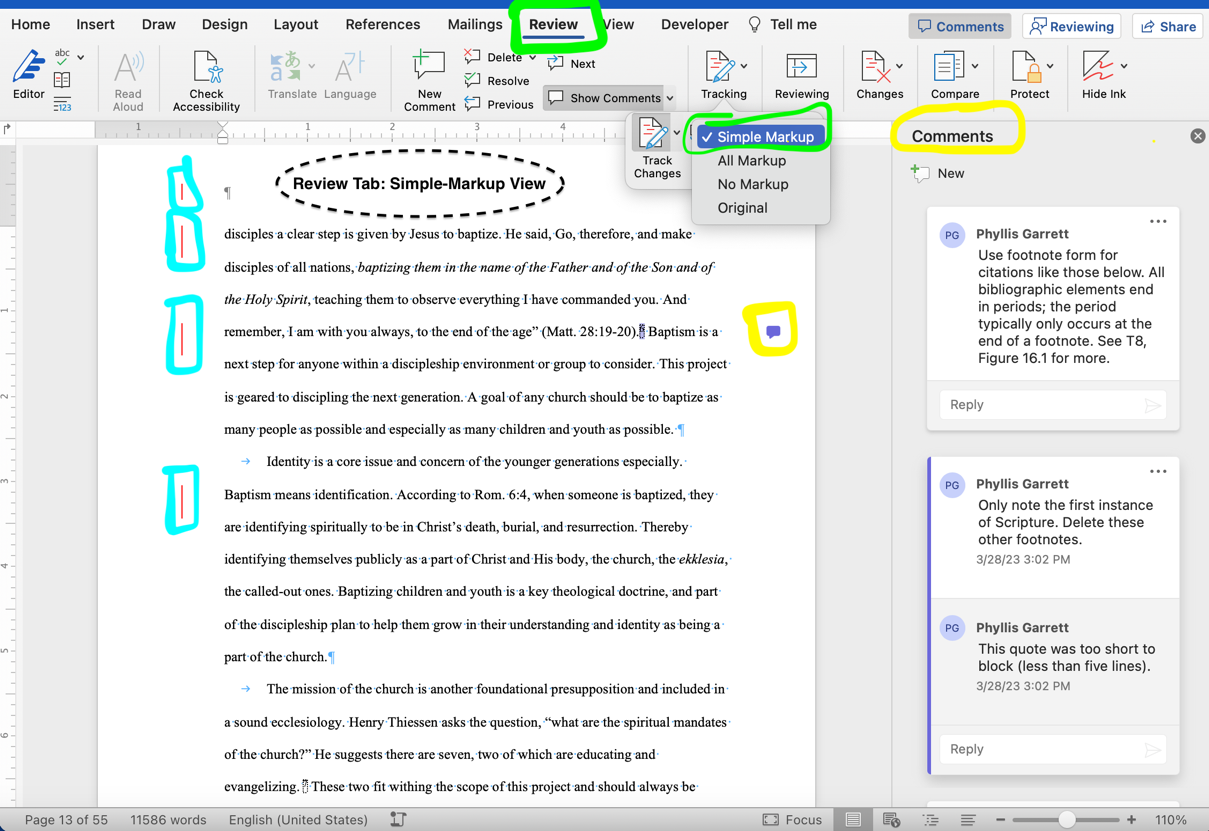 Home Insert Draw Design Layout References Mailings Review View Developer Tell me Comments Reviewing Share
Editor
abc
123
Read
Aloud
Check
Accessibility
Translate Language
New
Comment
Delete
Resolve
Previous
Next
Show Comments
Tracking
Reviewing
Changes
Compare
Protect
Hide Ink
1 1 2 3 4
Track
Changes
✓ Simple Markup
All Markup
No Markup
Original
Review Tab: Simple-Markup View
¶
disciples a clear step is given by Jesus to baptize. He said, Go, therefore, and make
disciples of all nations, baptizing them in the name of the Father and of the Son and of
the Holy Spirit, teaching them to observe everything I have commanded you. And
remember, I am with you always, to the end of the age” (Matt. 28:19-20). Baptism is a
next step for anyone within a discipleship environment or group to consider. This project
is geared to discipling the next generation. A goal of any church should be to baptize as
many people as possible and especially as many children and youth as possible. ¶
→ Identity is a core issue and concern of the younger generations especially.
Baptism means identification. According to Rom. 6:4, when someone is baptized, they
are identifying spiritually to be in Christ’s death, burial, and resurrection. Thereby
identifying themselves publicly as a part of Christ and His body, the church, the ekklesia,
the called-out ones. Baptizing children and youth is a key theological doctrine, and part
of the discipleship plan to help them grow in their understanding and identity as being a
part of the church.¶
→ The mission of the church is another foundational presupposition and included in
a sound ecclesiology. Henry Thiessen asks the question, “what are the spiritual mandates
of the church?” He suggests there are seven, two of which are educating and
evangelizing. These two fit withing the scope of this project and should always be
1
2
3
4
5
6
Comments
New
PG Phyllis Garrett
Use footnote form for
citations like those below. All
bibliographic elements end
in periods; the period
typically only occurs at the
end of a footnote. See T8,
Figure 16.1 for more.
Reply
PG Phyllis Garrett
Only note the first instance
of Scripture. Delete these
other footnotes.
3/28/23 3:02 PM
PG Phyllis Garrett
This quote was too short to
block (less than five lines).
3/28/23 3:02 PM
Reply
Page 13 of 55 11586 words English (United States) Focus 110%